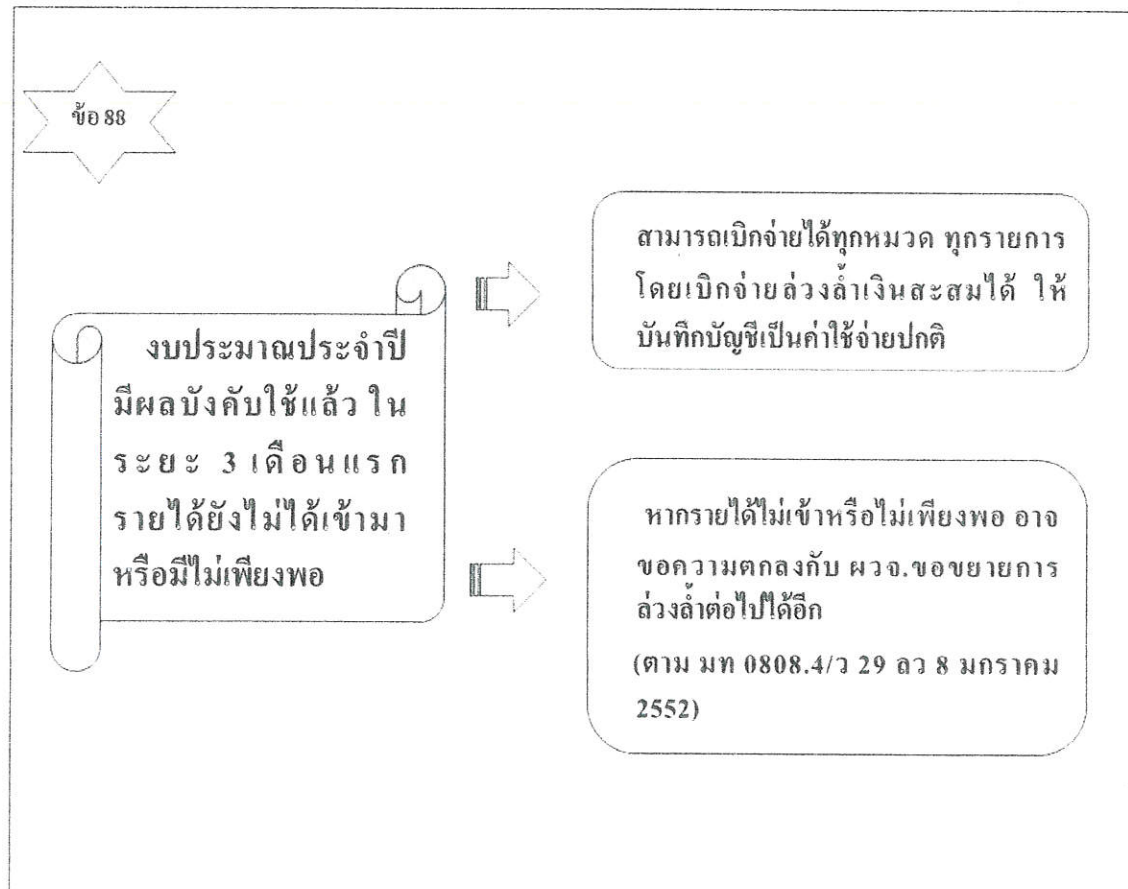 ข้อ 88
งบประมาณประจำปี
มีผลบังคับใช้แล้ว ใน
ระยะ 3 เดือนแรก
รายได้ยังไม่ได้เข้ามา
หรือมีไม่เพียงพอ
สามารถเบิกจ่ายได้ทุกหมวด ทุกรายการ
โดยเบิกจ่ายล่วงล้ำเงินสะสมได้ ให้
บันทึกบัญชีเป็นค่าใช้จ่ายปกติ
หากรายได้ไม่เข้าหรือไม่เพียงพอ อาจ
ขอความตกลงกับ ผวจ.ขอขยายการ
ล่วงล้ำต่อไปได้อีก
(ตาม มท 0808.4/ว 29 ลว 8 มกราคม
2552)